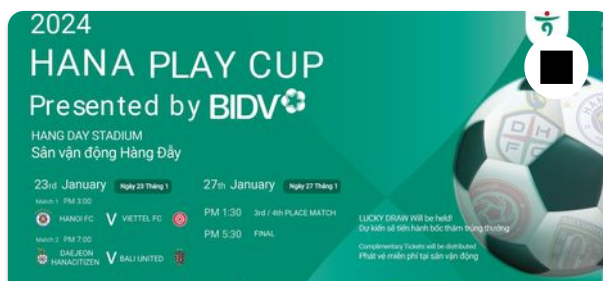 2024
HANA PLAY CUP
Presented by BIDV
HANG DAY STADIUM
Sân vận động Hàng Đẫy
23rd January Ngày 23 Tháng 1
Match 1 PM 3:00
HANOI FC V VIETTEL FC
Match 2 PM 7:00
DAEJEON HANACITIZEN V BALI UNITED
27th January Ngày 27 Tháng 1
PM 1:30 3rd / 4th PLACE MATCH
PM 5:30 FINAL
LUCKY DRAW Will be held!
Dự kiến sẽ tiến hành bốc thăm trúng thưởng
Complimentary Tickets will be distributed
Phát vé miễn phí tại sân vận động
DHFC